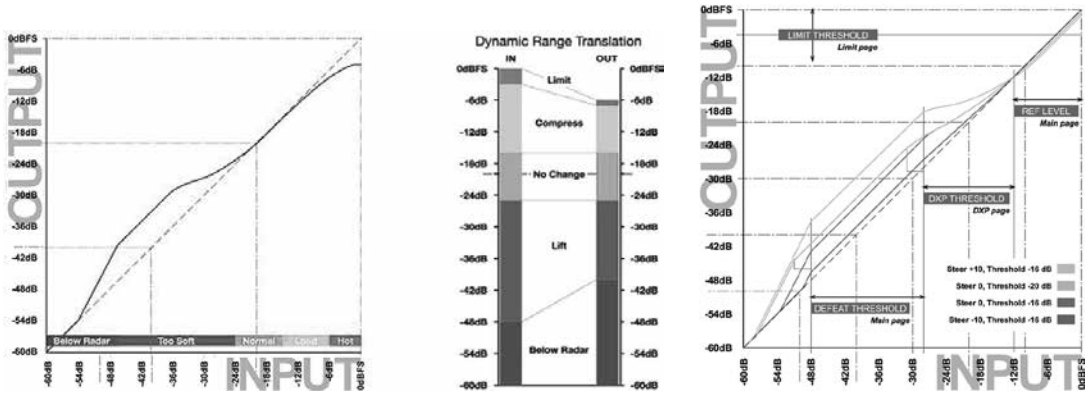 OUTPUT
0dBFS
-6dB
-12dB
-18dB
-24dB
-30dB
-36dB
-42dB
-48dB
-54dB
-60dB
Below Radar
Too Soft
Normal
Loud
Hot
-60dB
-54dB
-48dB
-42dB
-36dB
-30dB
-24dB
-18dB
-12dB
-6dB
0dBFS
INPUT
Dynamic Range Translation
IN
OUT
0dBFS
0dBFS
Limit
-6dB
-6dB
Compress
-12dB
-12dB
-18dB
No Change
-18dB
-24dB
-24dB
-30dB
-30dB
Lift
-36dB
-36dB
-42dB
-42dB
-48dB
-48dB
Below Radar
-54dB
-54dB
-60dB
-60dB
OUTPUT
0dBFS
LIMIT THRESHOLD
Limit page
-6dB
-12dB
REF LEVEL
Main page
-18dB
-24dB
-30dB
DXP THRESHOLD
DXP page
-36dB
-42dB
Steer +10, Threshold -16 dB
-48dB
Steer 0, Threshold -20 dB
Steer 0, Threshold -16 dB
DEFEAT THRESHOLD
Main page
-54dB
Steer -10, Threshold -16 dB
-60dB
-60dB
-54dB
-48dB
-42dB
-36dB
-30dB
-24dB
-18dB
-12dB
-6dB
0dBFS
INPUT